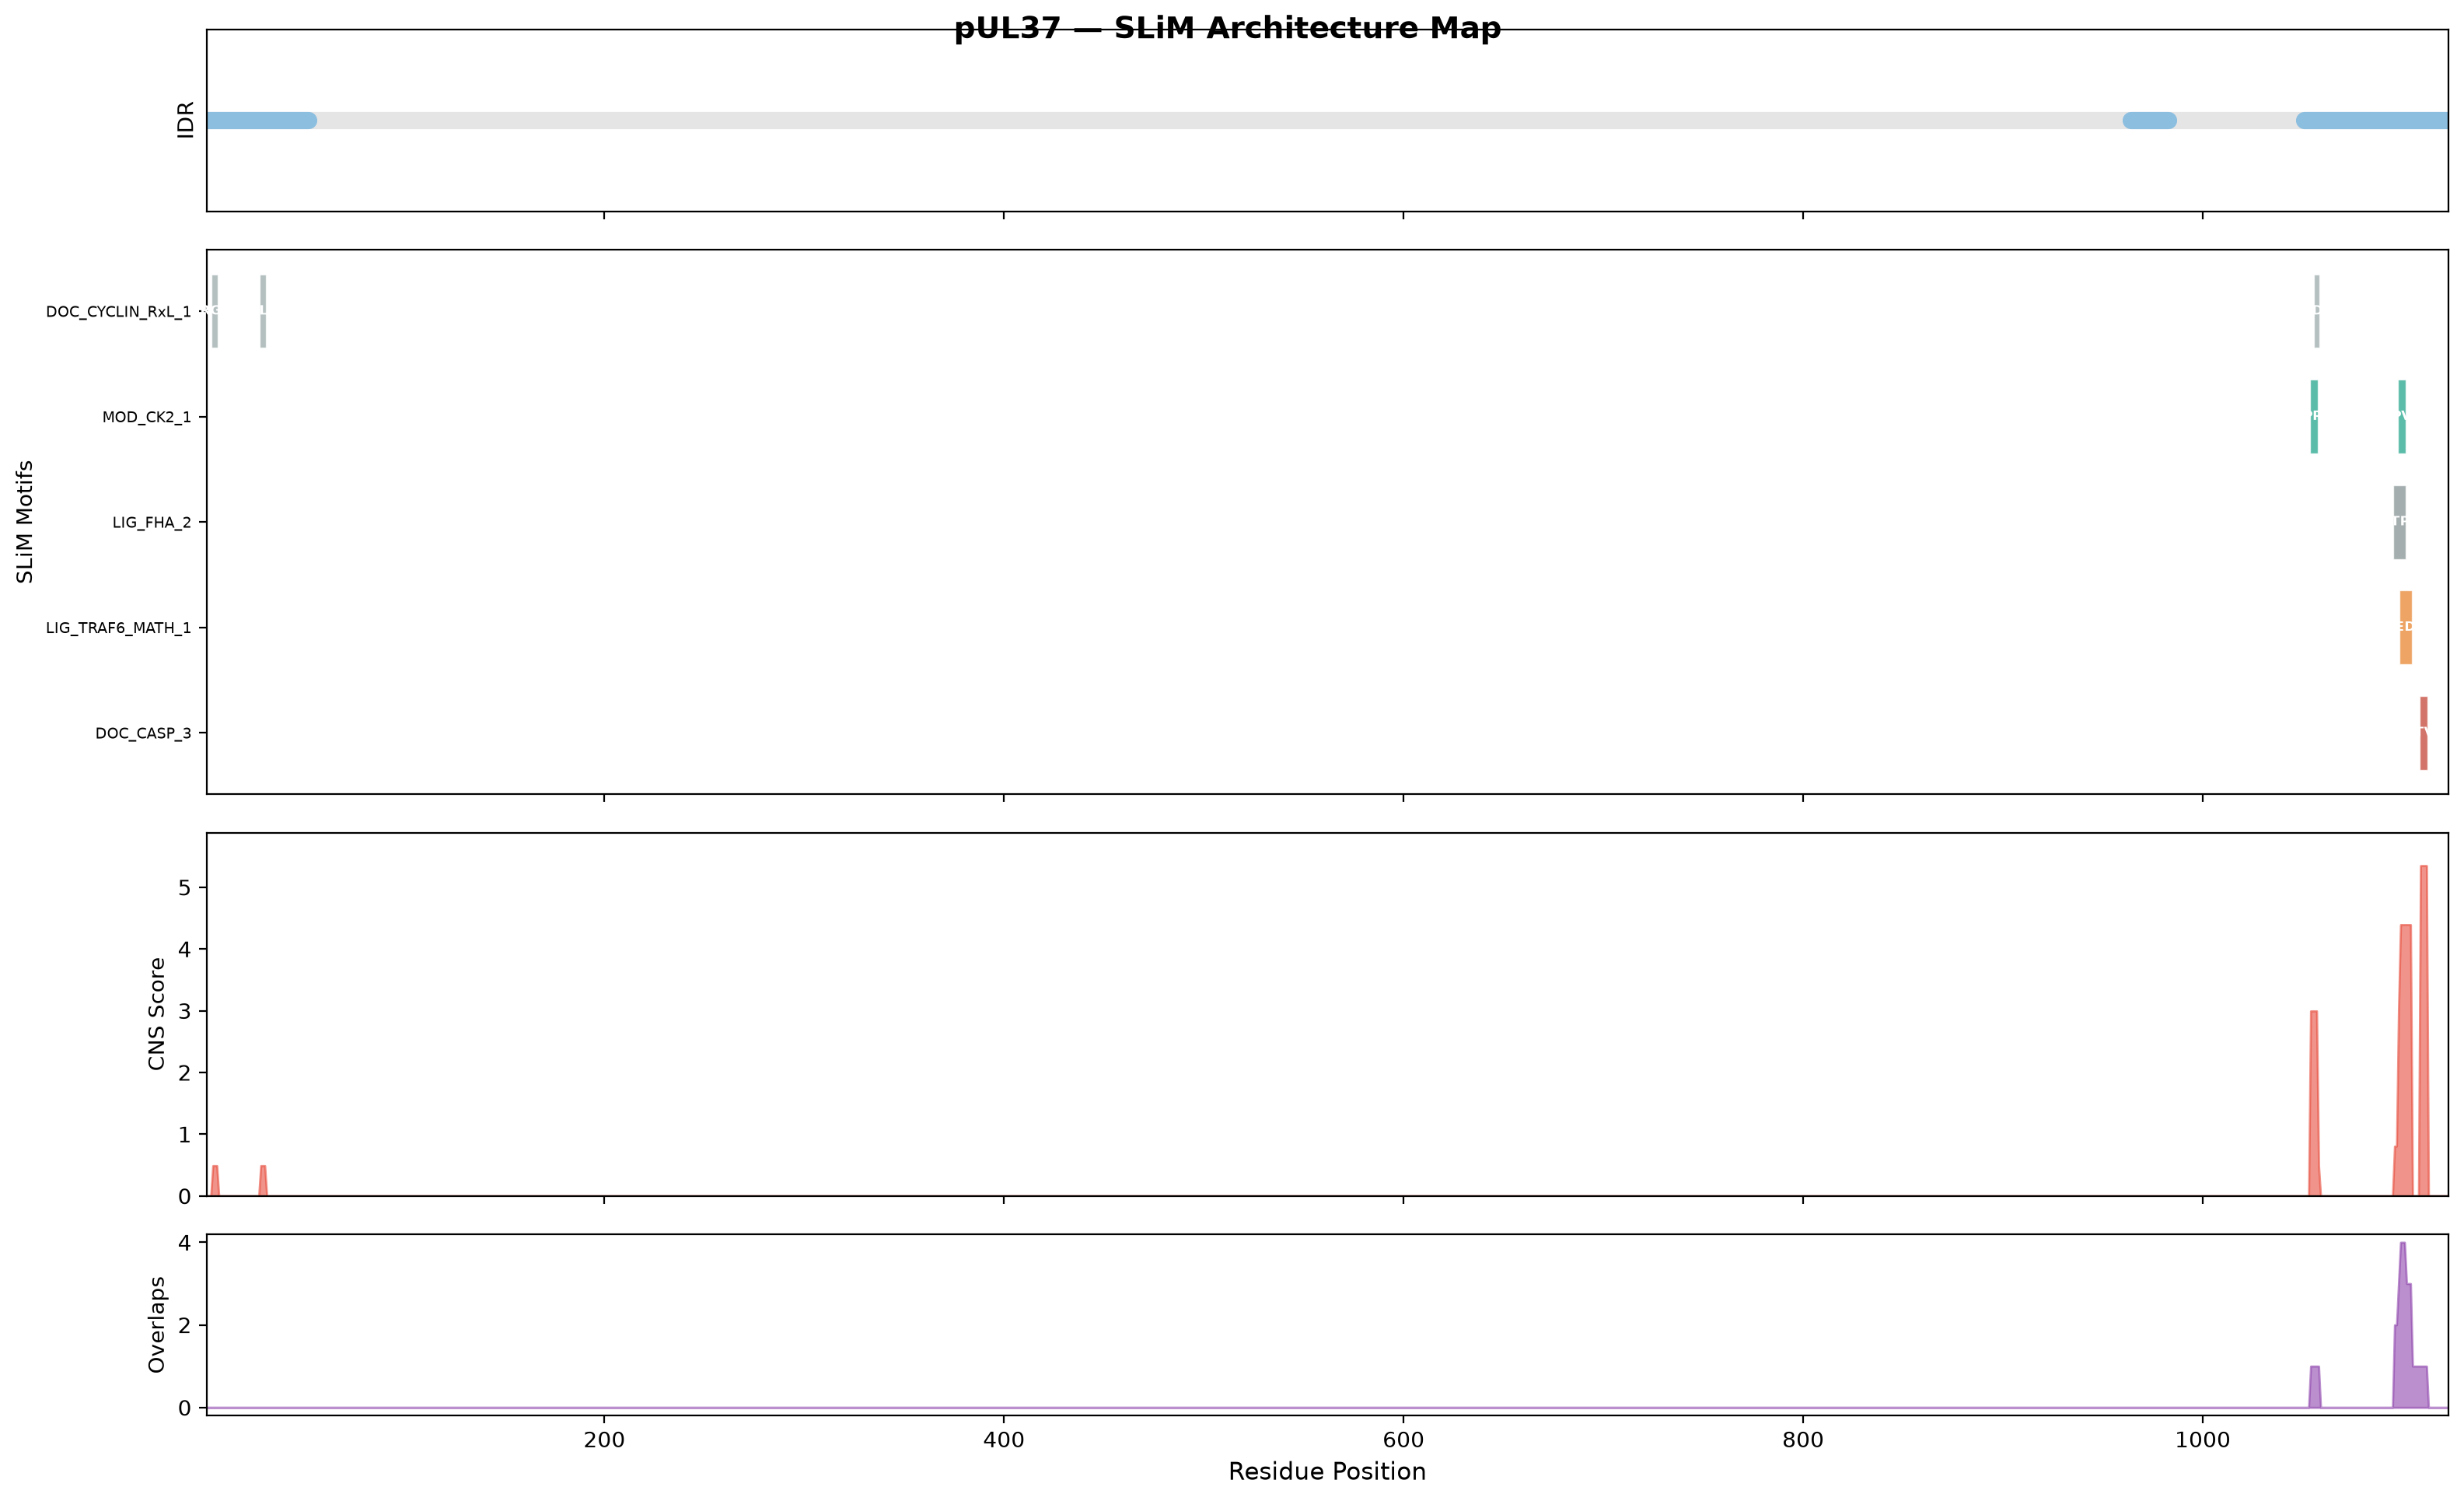 pUL37 — SLiM Architecture Map
IDR
SLiM Motifs
DOC_CYCLIN_RxL_1
MOD_CK2_1
LIG_FHA_2
LIG_TRAF6_MATH_1
DOC_CASP_3
CNS Score
5
4
3
2
1
0
Overlaps
4
2
0
200 400 600 800 1000
Residue Position